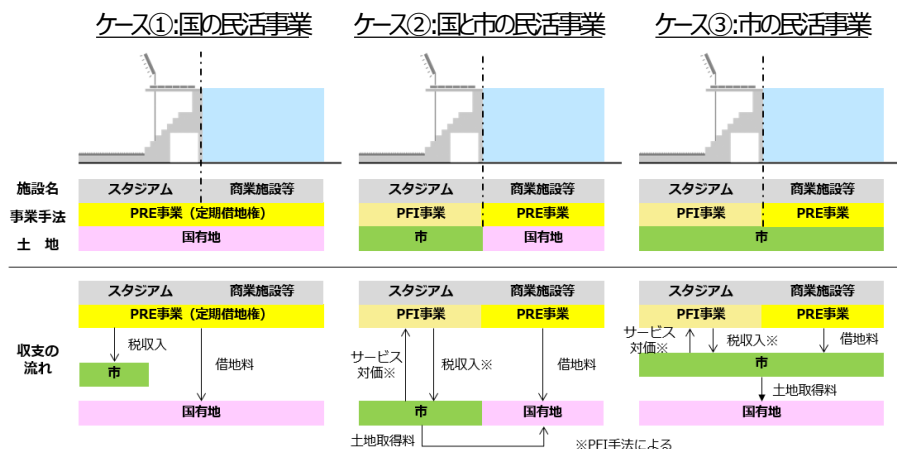 ケース①:国の民活事業
ケース②:国と市の民活事業
ケース③:市の民活事業
施設名
スタジアム
商業施設等
スタジアム
商業施設等
スタジアム
商業施設等
事業手法
PRE事業（定期借地権）
PFI事業
PRE事業
PFI事業
PRE事業
土 地
国有地
市
国有地
市
収支の
流れ
スタジアム
商業施設等
PRE事業（定期借地権）
税収入
借地料
市
国有地
スタジアム
商業施設等
PFI事業
PRE事業
サービス
対価※
税収入※
借地料
市
国有地
土地取得料
スタジアム
商業施設等
PFI事業
PRE事業
サービス
対価※
税収入※
借地料
市
土地取得料
国有地
※PFI手法による